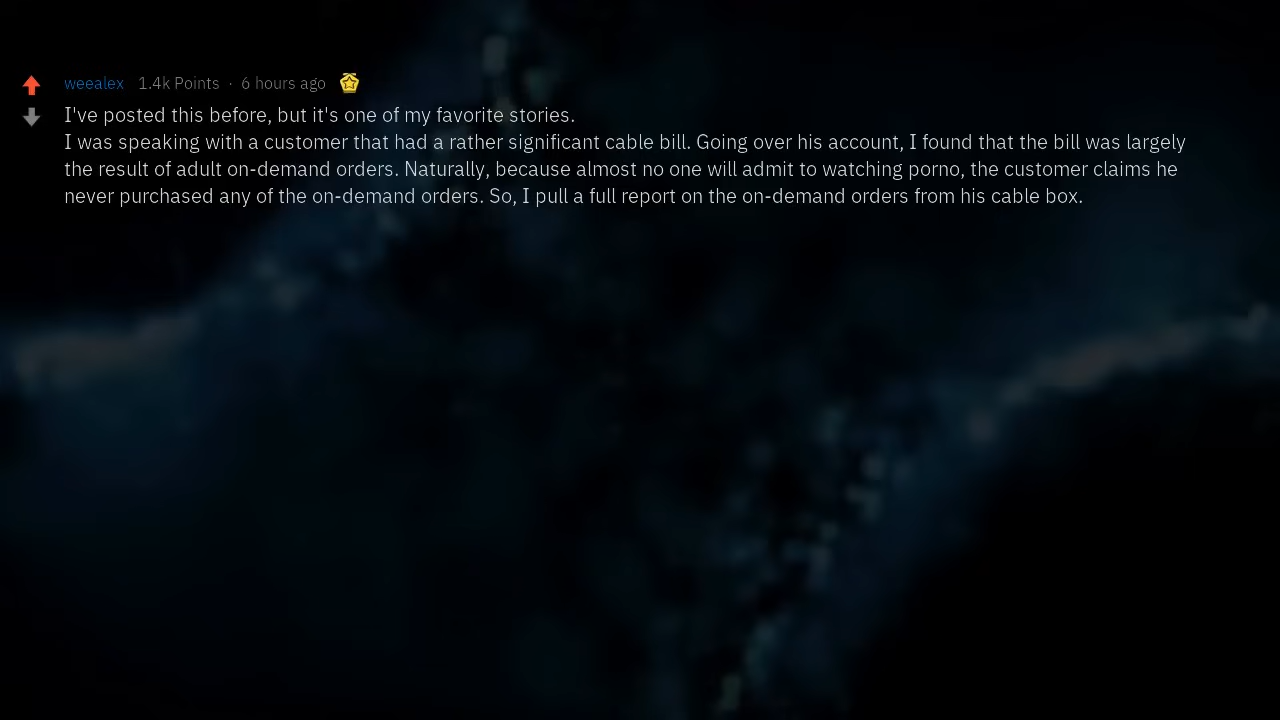 weealex 1.4k Points · 6 hours ago
I've posted this before, but it's one of my favorite stories.
I was speaking with a customer that had a rather significant cable bill. Going over his account, I found that the bill was largely
the result of adult on-demand orders. Naturally, because almost no one will admit to watching porno, the customer claims he
never purchased any of the on-demand orders. So, I pull a full report on the on-demand orders from his cable box.